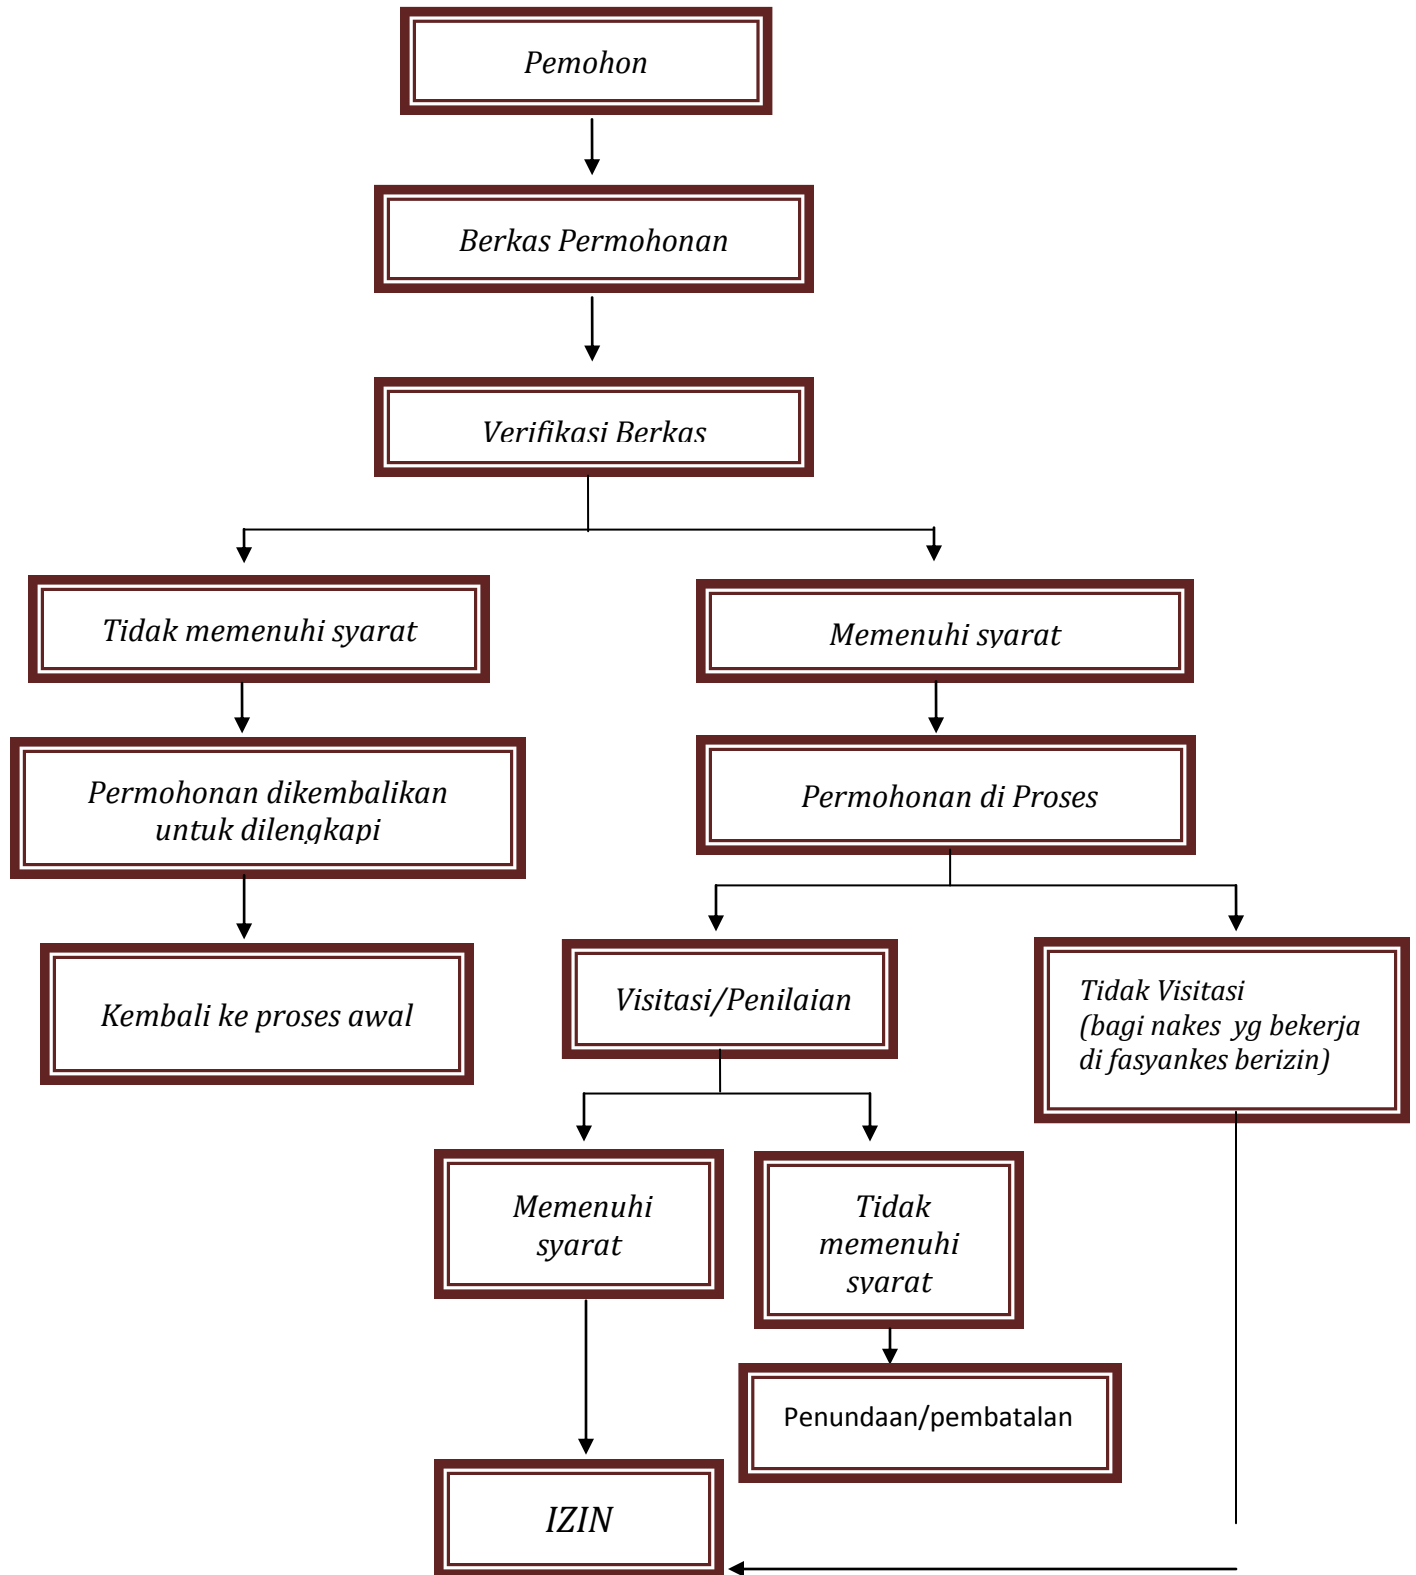 Pemohon
Berkas Permohonan
Verifikasi Berkas
Tidak memenuhi syarat
Memenuhi syarat
Permohonan dikembalikan
untuk dilengkapi
Permohonan di Proses
Kembali ke proses awal
Visitasi/Penilaian
Tidak Visitasi
(bagi nakes yg bekerja
di fasyankes berizin)
Memenuhi
syarat
Tidak
memenuhi
syarat
Penundaan/pembatalan
IZIN